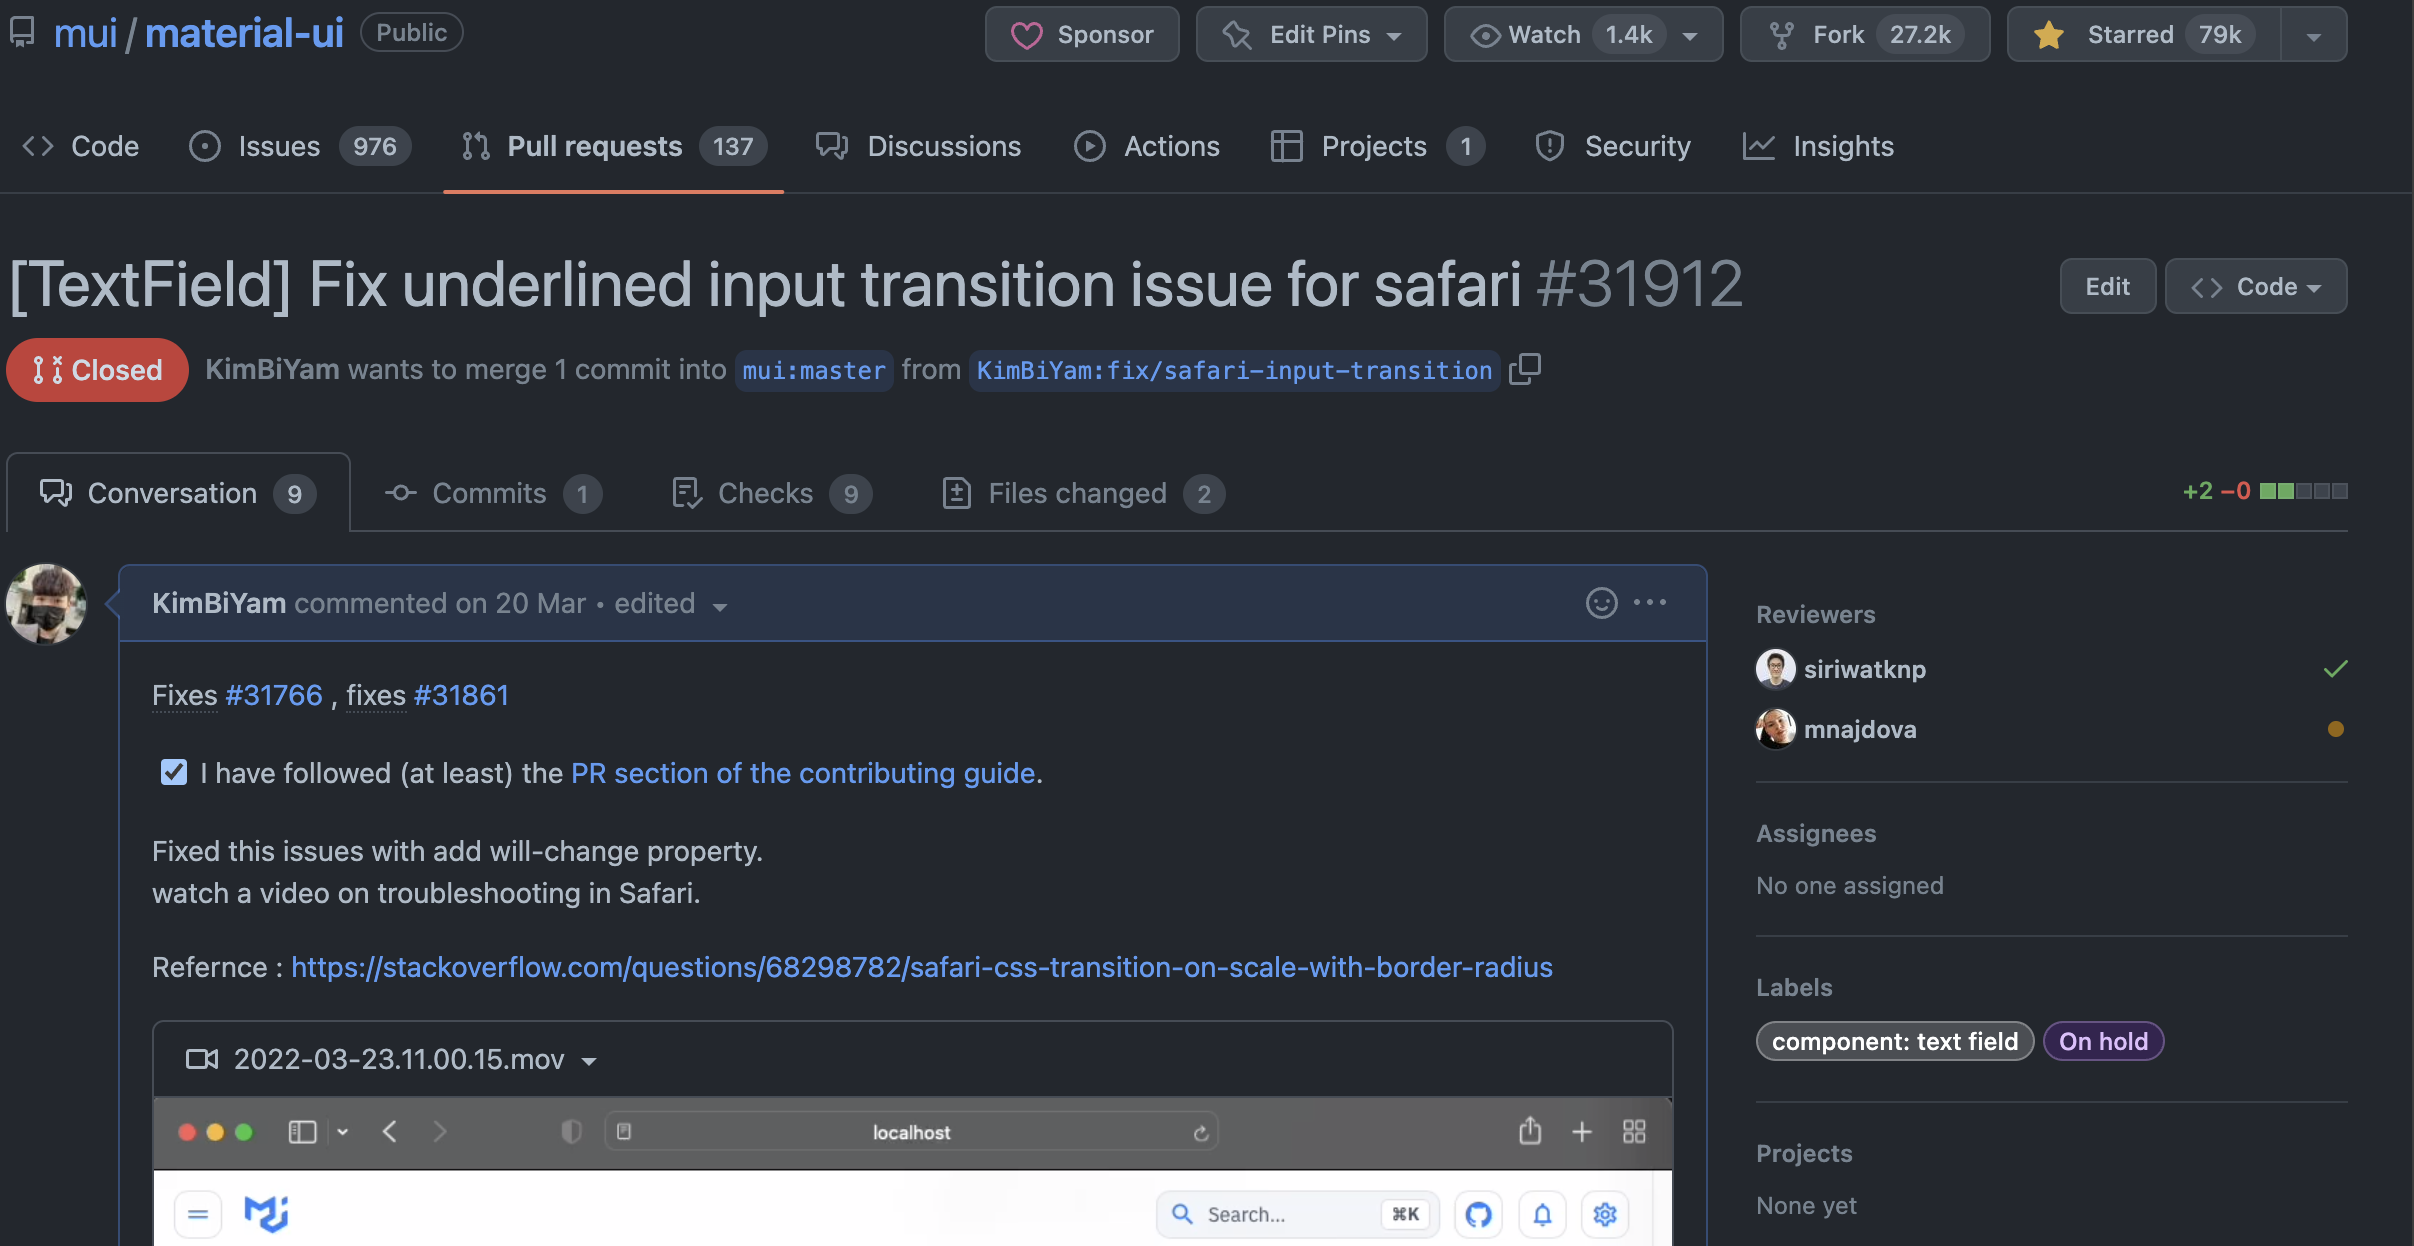 mui / material-ui Public
Sponsor Edit Pins Watch 1.4k Fork 27.2k Starred 79k
Code Issues 976 Pull requests 137 Discussions Actions Projects 1 Security Insights
[TextField] Fix underlined input transition issue for safari #31912
Edit Code
Closed KimBiYam wants to merge 1 commit into mui:master from KimBiYam:fix/safari-input-transition
Conversation 9 Commits 1 Checks 9 Files changed 2
+2 −0
KimBiYam commented on 20 Mar • edited
Fixes #31766 , fixes #31861
I have followed (at least) the PR section of the contributing guide.
Fixed this issues with add will-change property.
watch a video on troubleshooting in Safari.
Refernce : https://stackoverflow.com/questions/68298782/safari-css-transition-on-scale-with-border-radius
2022-03-23.11.00.15.mov
localhost
Search... ⌘K
Reviewers
siriwatknp
mnajdova
Assignees
No one assigned
Labels
component: text field On hold
Projects
None yet